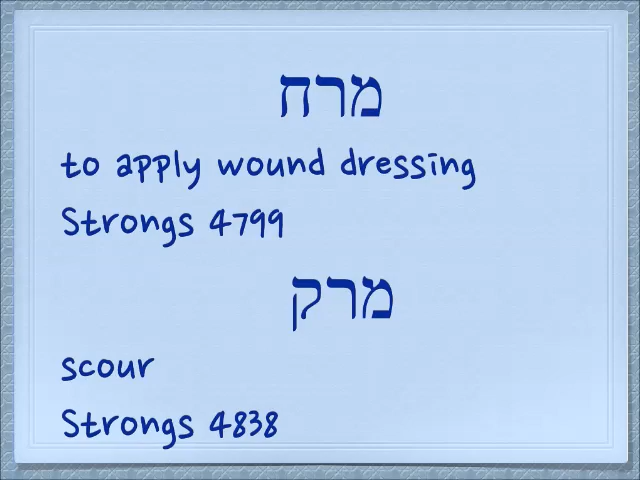 מרח
to apply wound dressing
Strongs 4799
מרק
scour
Strongs 4838